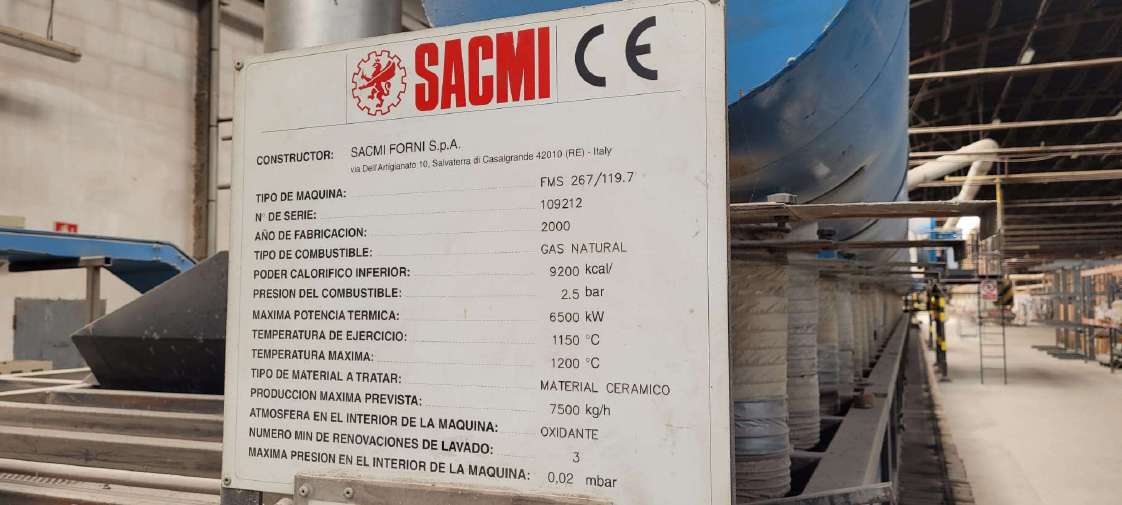 SACMI CE
CONSTRUCTOR: SACMI FORNI S.p.A.
via Dell'Artigianato 10, Salvaterra di Casalgrande 42010 (RE) - Italy
TIPO DE MAQUINA: FMS 267/119.7
N° DE SERIE: 109212
AÑO DE FABRICACION: 2000
TIPO DE COMBUSTIBLE: GAS NATURAL
PODER CALORIFICO INFERIOR: 9200 kcal/
PRESION DEL COMBUSTIBLE: 2.5 bar
MAXIMA POTENCIA TERMICA: 6500 kW
TEMPERATURA DE EJERCICIO: 1150 °C
TEMPERATURA MAXIMA: 1200 °C
TIPO DE MATERIAL A TRATAR: MATERIAL CERAMICO
PRODUCCION MAXIMA PREVISTA: 7500 kg/h
ATMOSFERA EN EL INTERIOR DE LA MAQUINA: OXIDANTE
NUMERO MIN DE RENOVACIONES DE LAVADO: 3
MAXIMA PRESION EN EL INTERIOR DE LA MAQUINA: 0.02 mbar